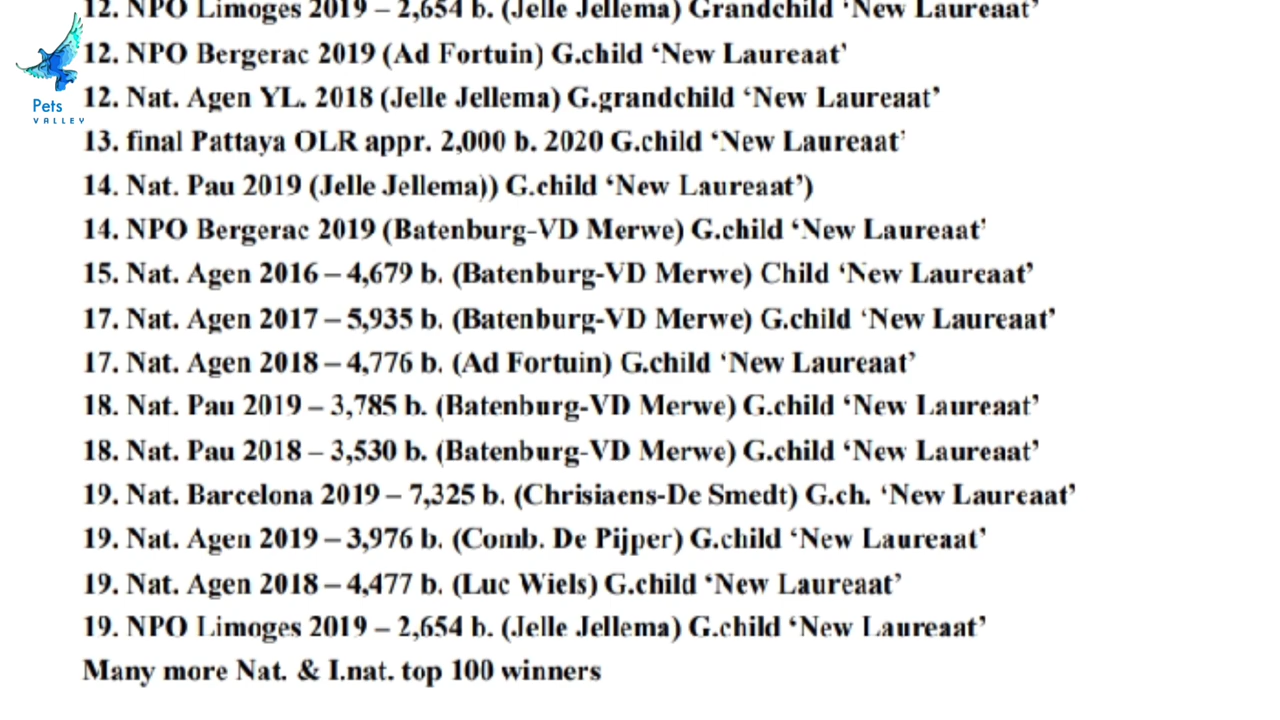 12. NPO Limoges 2019 – 2,654 b. (Jelle Jellema) Grandchild ‘New Laureaat’
12. NPO Bergerac 2019 (Ad Fortuin) G.child ‘New Laureaat’
12. Nat. Agen YL. 2018 (Jelle Jellema) G.grandchild ‘New Laureaat’
Pets
VALLEY
13. final Pattaya OLR appr. 2,000 b. 2020 G.child ‘New Laureaat’
14. Nat. Pau 2019 (Jelle Jellema)) G.child ‘New Laureaat’)
14. NPO Bergerac 2019 (Batenburg-VD Merwe) G.child ‘New Laureaat’
15. Nat. Agen 2016 – 4,679 b. (Batenburg-VD Merwe) Child ‘New Laureaat’
17. Nat. Agen 2017 – 5,935 b. (Batenburg-VD Merwe) G.child ‘New Laureaat’
17. Nat. Agen 2018 – 4,776 b. (Ad Fortuin) G.child ‘New Laureaat’
18. Nat. Pau 2019 – 3,785 b. (Batenburg-VD Merwe) G.child ‘New Laureaat’
18. Nat. Pau 2018 – 3,530 b. (Batenburg-VD Merwe) G.child ‘New Laureaat’
19. Nat. Barcelona 2019 – 7,325 b. (Chrisiaens-De Smedt) G.ch. ‘New Laureaat’
19. Nat. Agen 2019 – 3,976 b. (Comb. De Pijper) G.child ‘New Laureaat’
19. Nat. Agen 2018 – 4,477 b. (Luc Wiels) G.child ‘New Laureaat’
19. NPO Limoges 2019 – 2,654 b. (Jelle Jellema) G.child ‘New Laureaat’
Many more Nat. & I.nat. top 100 winners